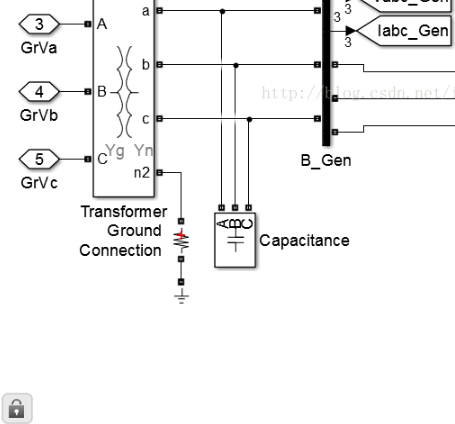 3
GrVa
A
a
3
3
3
Iabc_Gen
4
GrVb
B
b
http://blog.csdn.net/
c
5
GrVc
C
Yg Yn
n2
B_Gen
Transformer
Ground
Connection
A B C
Capacitance